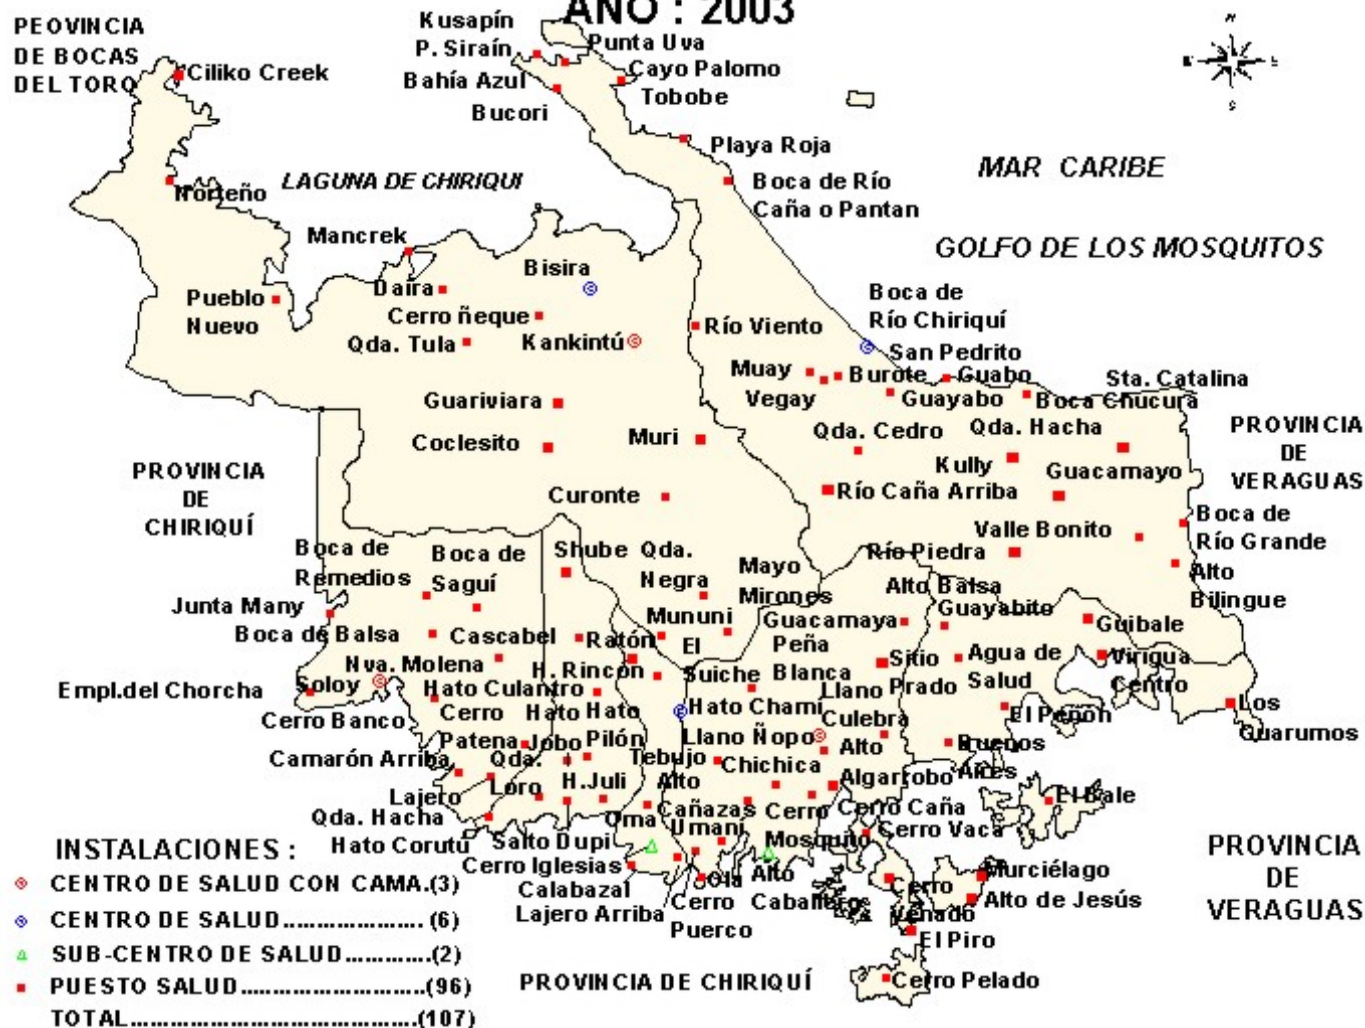 AÑO : 2003
PEOVINCIA
DE BOCAS
DEL TORO
Ciliko Creek
Kusapín
P. Siraín
Bahía Azul
Bucori
Punta Uva
Cayo Palomo
Tobobe
Playa Roja
Boca de Río
Caña o Pantan
MAR CARIBE
GOLFO DE LOS MOSQUITOS
LAGUNA DE CHIRIQUI
Norteño
Mancrek
Bisira
Pueblo
Nuevo
Daira
Cerro ñeque
Qda. Tula
Kankintú
Río Viento
Boca de
Río Chiriquí
San Pedrito
Muay
Vegay
Burote
Guabo
Guayabo
Sta. Catalina
Boca Chucura
Guariviara
Coclesito
Muri
Qda. Cedro
Qda. Hacha
Kully
Guacamayo
PROVINCIA
DE
VERAGUAS
PROVINCIA
DE
CHIRIQUÍ
Curonte
Río Caña Arriba
Valle Bonito
Boca de
Río Grande
Río Piedra
Alto
Bilingue
Boca de
Remedios
Boca de
Saguí
Shube
Qda.
Negra
Mayo
Mirones
Alto Balsa
Guayabito
Junta Many
Boca de Balsa
Cascabel
Ratón
Mununi
Guacamaya
Guibale
El
Suiche
Peña
Blanca
Sitio
Prado
Agua de
Salud
Virigua
Centro
Nva. Molena
H. Rincón
Empl.del Chorcha
Soloy
Hato Culantro
Hato Chamí
Llano
Culebra
El Peñon
Los
Guarumos
Cerro Banco
Cerro
Patena
Hato
Jobo
Hato
Pilón
Llano Ñopo
Alto
Algarrobo
Buenos
Aires
Camarón Arriba
Qda.
Loro
Tebujo
Alto
Chichica
Lajero
H.Juli
Cañazas
Cerro
Mosquito
Cerro Caña
El Bale
Qda. Hacha
Oma
Umani
Cerro Vaca
Hato Corutú
Salto Dupi
Cerro Iglesias
Calabazal
Lajero Arriba
Ola
Cerro
Puerco
Alto
Caballero
Cerro
Venado
Murciélago
Alto de Jesús
El Piro
Cerro Pelado
PROVINCIA
DE
VERAGUAS
PROVINCIA DE CHIRIQUÍ
INSTALACIONES :
CENTRO DE SALUD CON CAMA.(3)
CENTRO DE SALUD..................... (6)
SUB-CENTRO DE SALUD.............(2)
PUESTO SALUD............................(96)
TOTAL...........................................(107)